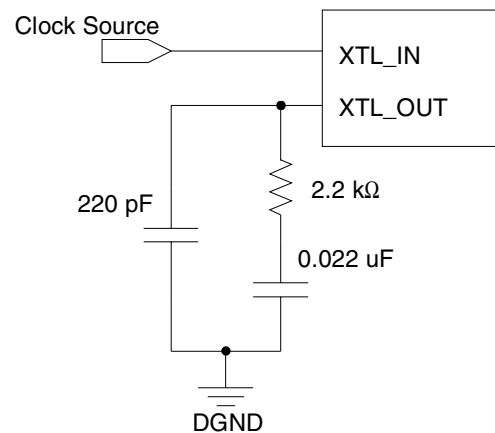 Clock Source
XTL_IN
XTL_OUT
220 pF
2.2 kΩ
0.022 uF
DGND